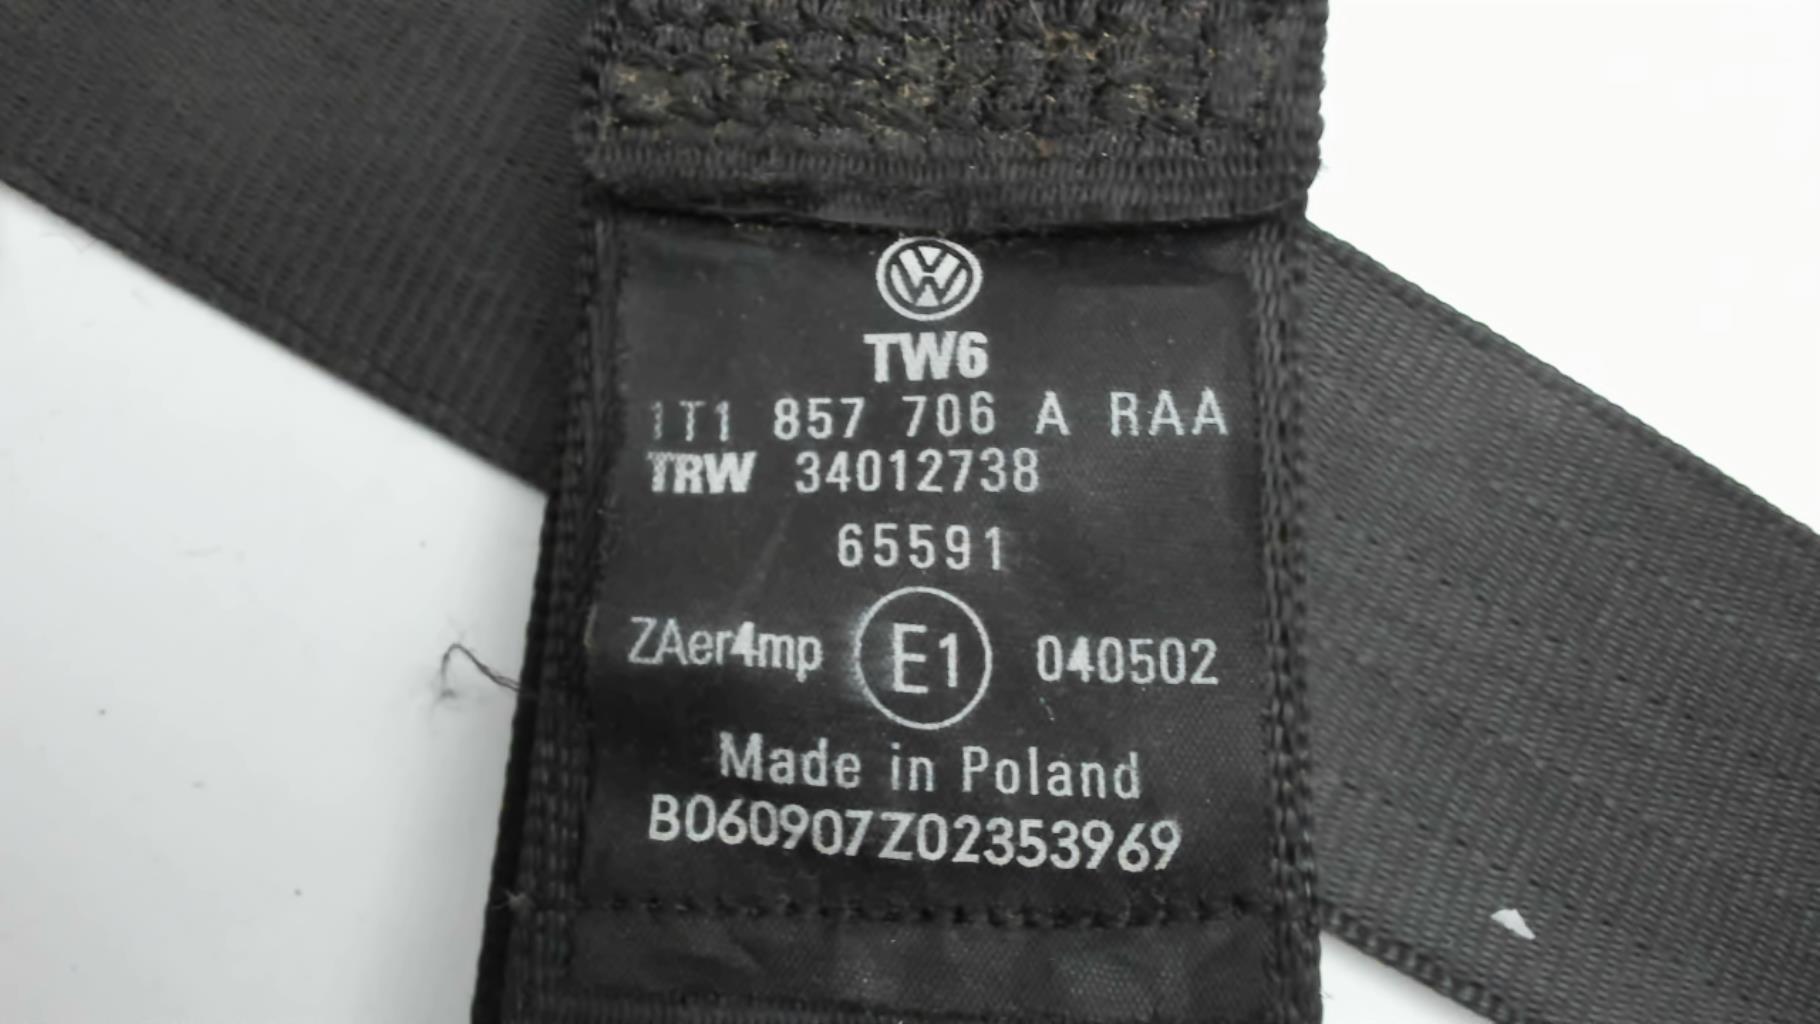 TW6
1T1 857 706 A RAA
TRW 34012738
65591
ZAer4mp E1 040502
Made in Poland
B060907Z02353969